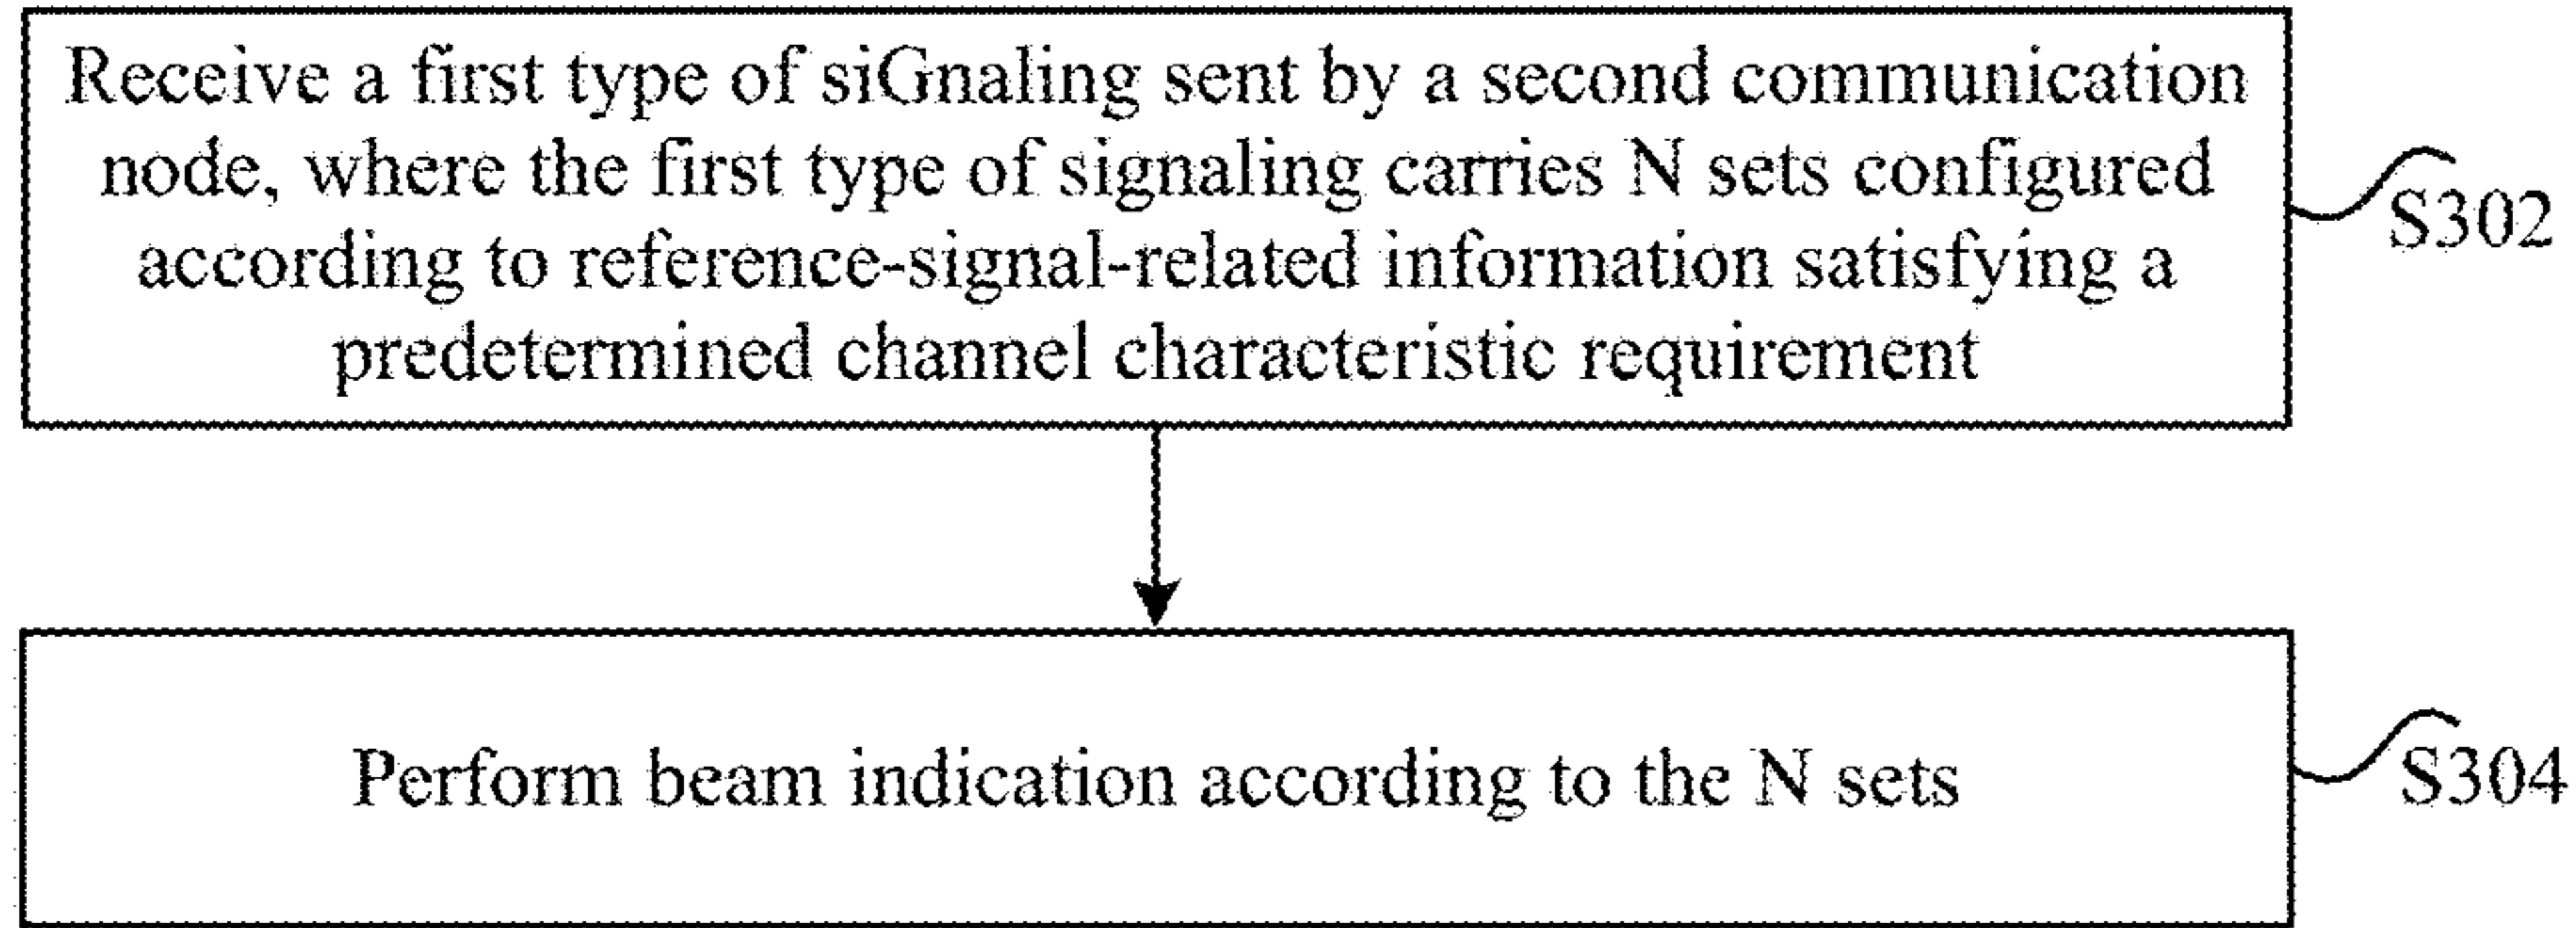 Receive a first type of siGnaling sent by a second communication
node, where the first type of signaling carries N sets configured
according to reference-signal-related information satisfying a
predetermined channel characteristic requirement
S302
Perform beam indication according to the N sets
S304